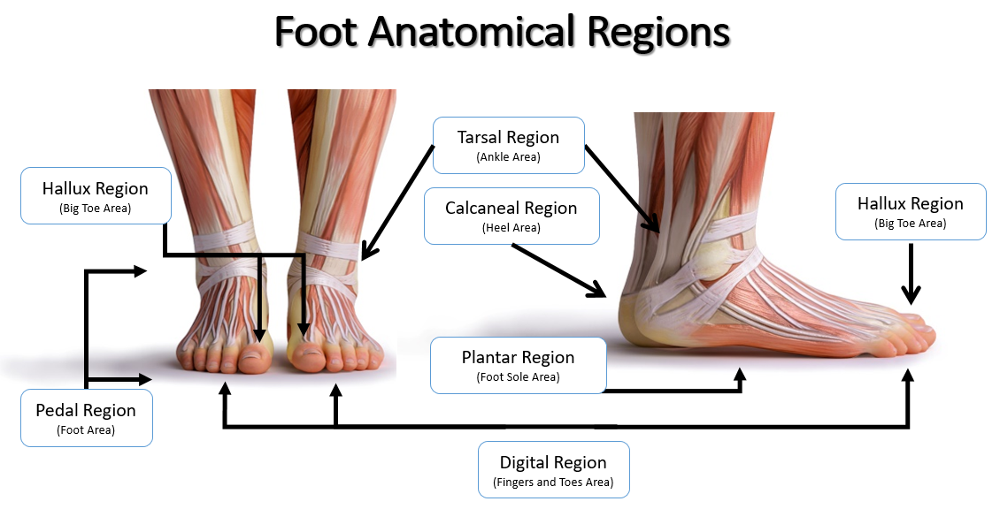 Foot Anatomical Regions
Tarsal Region
(Ankle Area)
Hallux Region
(Big Toe Area)
Calcaneal Region
(Heel Area)
Hallux Region
(Big Toe Area)
Plantar Region
(Foot Sole Area)
Pedal Region
(Foot Area)
Digital Region
(Fingers and Toes Area)